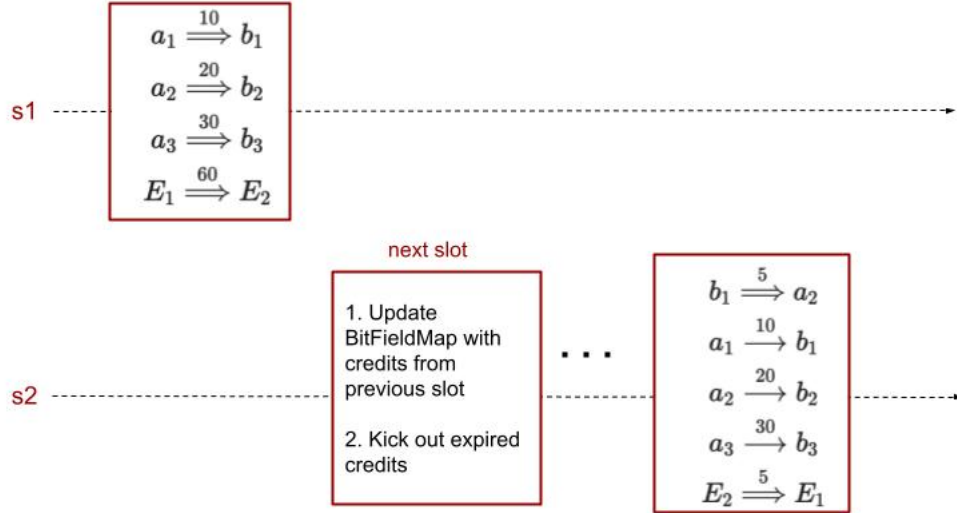 s1
a₁ ⟹^{10} b₁
a₂ ⟹^{20} b₂
a₃ ⟹^{30} b₃
E₁ ⟹^{60} E₂
s2
next slot
1. Update
BitFieldMap with
credits from
previous slot
2. Kick out expired
credits
...
b₁ ⟹^{5} a₂
a₁ ⟶^{10} b₁
a₂ ⟶^{20} b₂
a₃ ⟶^{30} b₃
E₂ ⟹^{5} E₁